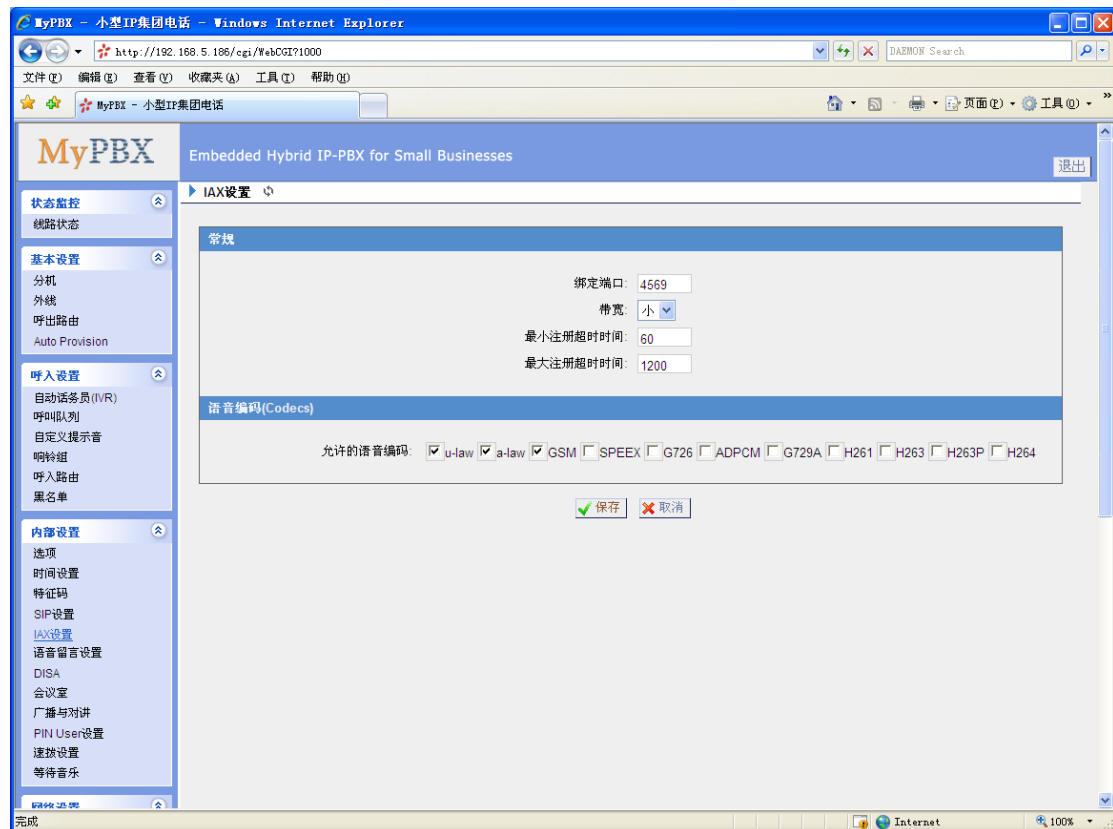 MyPBX - 小型IP集团电话 - Windows Internet Explorer
http://192.168.5.186/cgi/WebCGI?1000
DAEMON Search
文件(F) 编辑(E) 查看(V) 收藏夹(A) 工具(T) 帮助(H)
MyPBX - 小型IP集团电话
页面(P) 工具(O)
MyPBX
Embedded Hybrid IP-PBX for Small Businesses
退出
状态监控
线路状态
基本设置
分机
外线
呼出路由
Auto Provision
呼入设置
自动话务员(IVR)
呼叫队列
自定义提示音
响铃组
呼入路由
黑名单
内部设置
选项
时间设置
特征码
SIP设置
IAX设置
语音留言设置
DISA
会议室
广播与对讲
PIN User设置
速拨设置
等待音乐
网络设置
IAX设置
常规
绑定端口: 4569
带宽: 小
最小注册超时时间: 60
最大注册超时时间: 1200
语音编码(Codecs)
允许的语音编码: u-law a-law GSM SPEEX G726 ADPCM G729A H261 H263 H263P H264
保存 取消
完成
Internet
100%